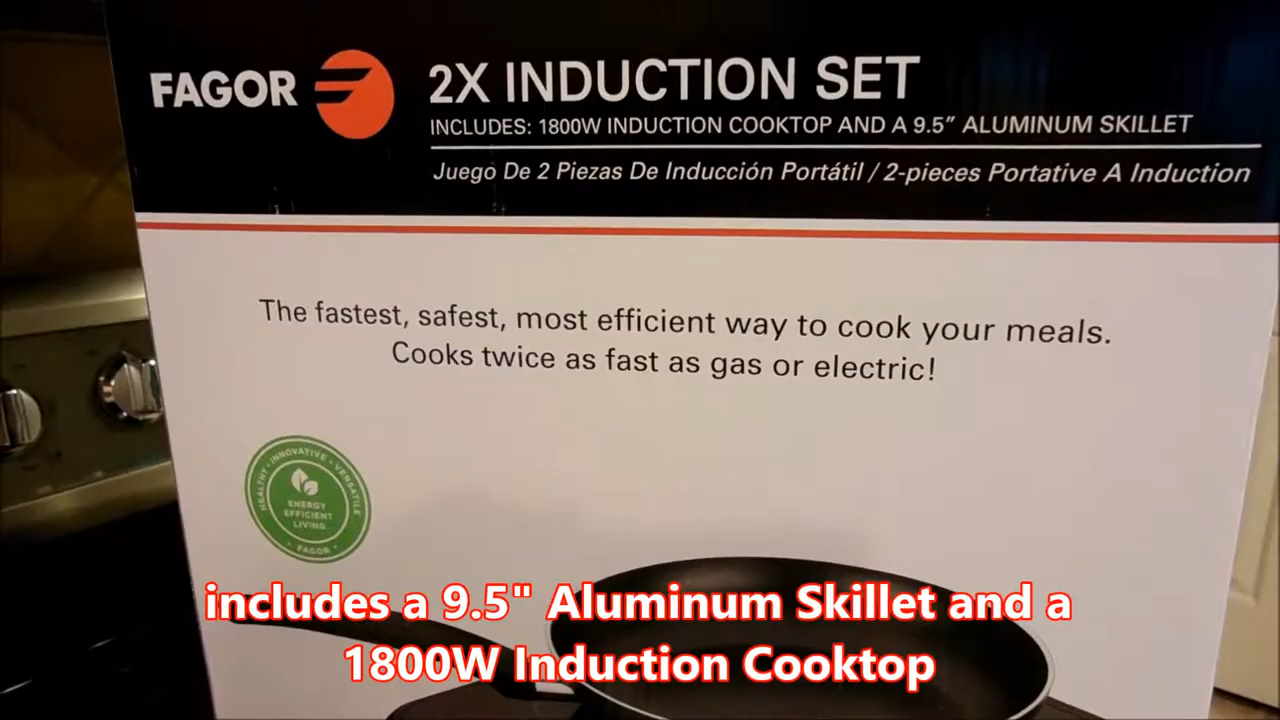 FAGOR
2X INDUCTION SET
INCLUDES: 1800W INDUCTION COOKTOP AND A 9.5" ALUMINUM SKILLET
Juego De 2 Piezas De Inducción Portátil / 2-pieces Portative A Induction
The fastest, safest, most efficient way to cook your meals.
Cooks twice as fast as gas or electric!
HEALTHY • INNOVATIVE • VERSATILE
ENERGY
EFFICIENT
LIVING
• FAGOR •
includes a 9.5" Aluminum Skillet and a
1800W Induction Cooktop